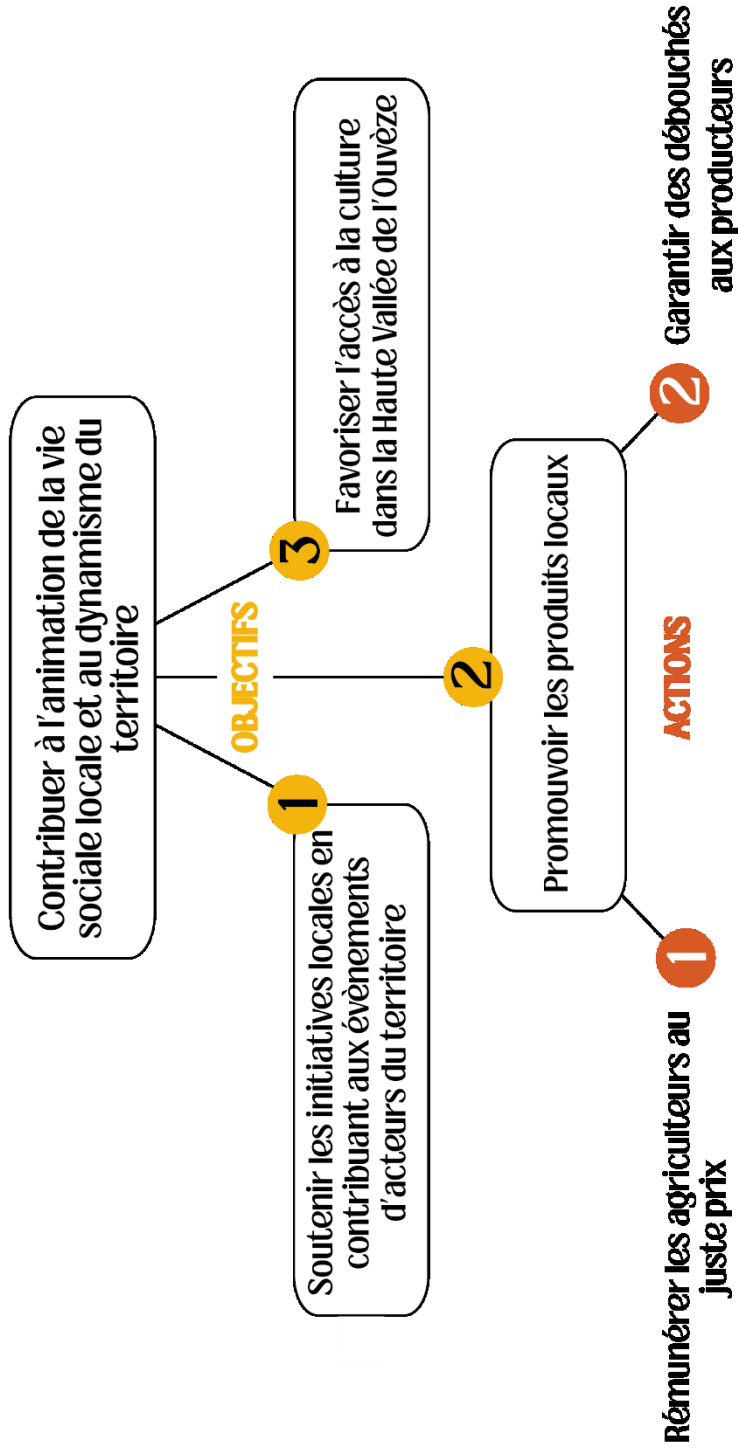 Contribuer à l'animation de la vie
sociale locale et au dynamisme du
territoire
OBJECTIFS
1
Soutenir les initiatives locales en
contribuant aux évènements
d'acteurs du territoire
3
Favoriser l'accès à la culture
dans la Haute Vallée de l'Ouvèze
2
Promouvoir les produits locaux
ACTIONS
1
Rémunérer les agriculteurs au
juste prix
2
Garantir des débouchés
aux producteurs